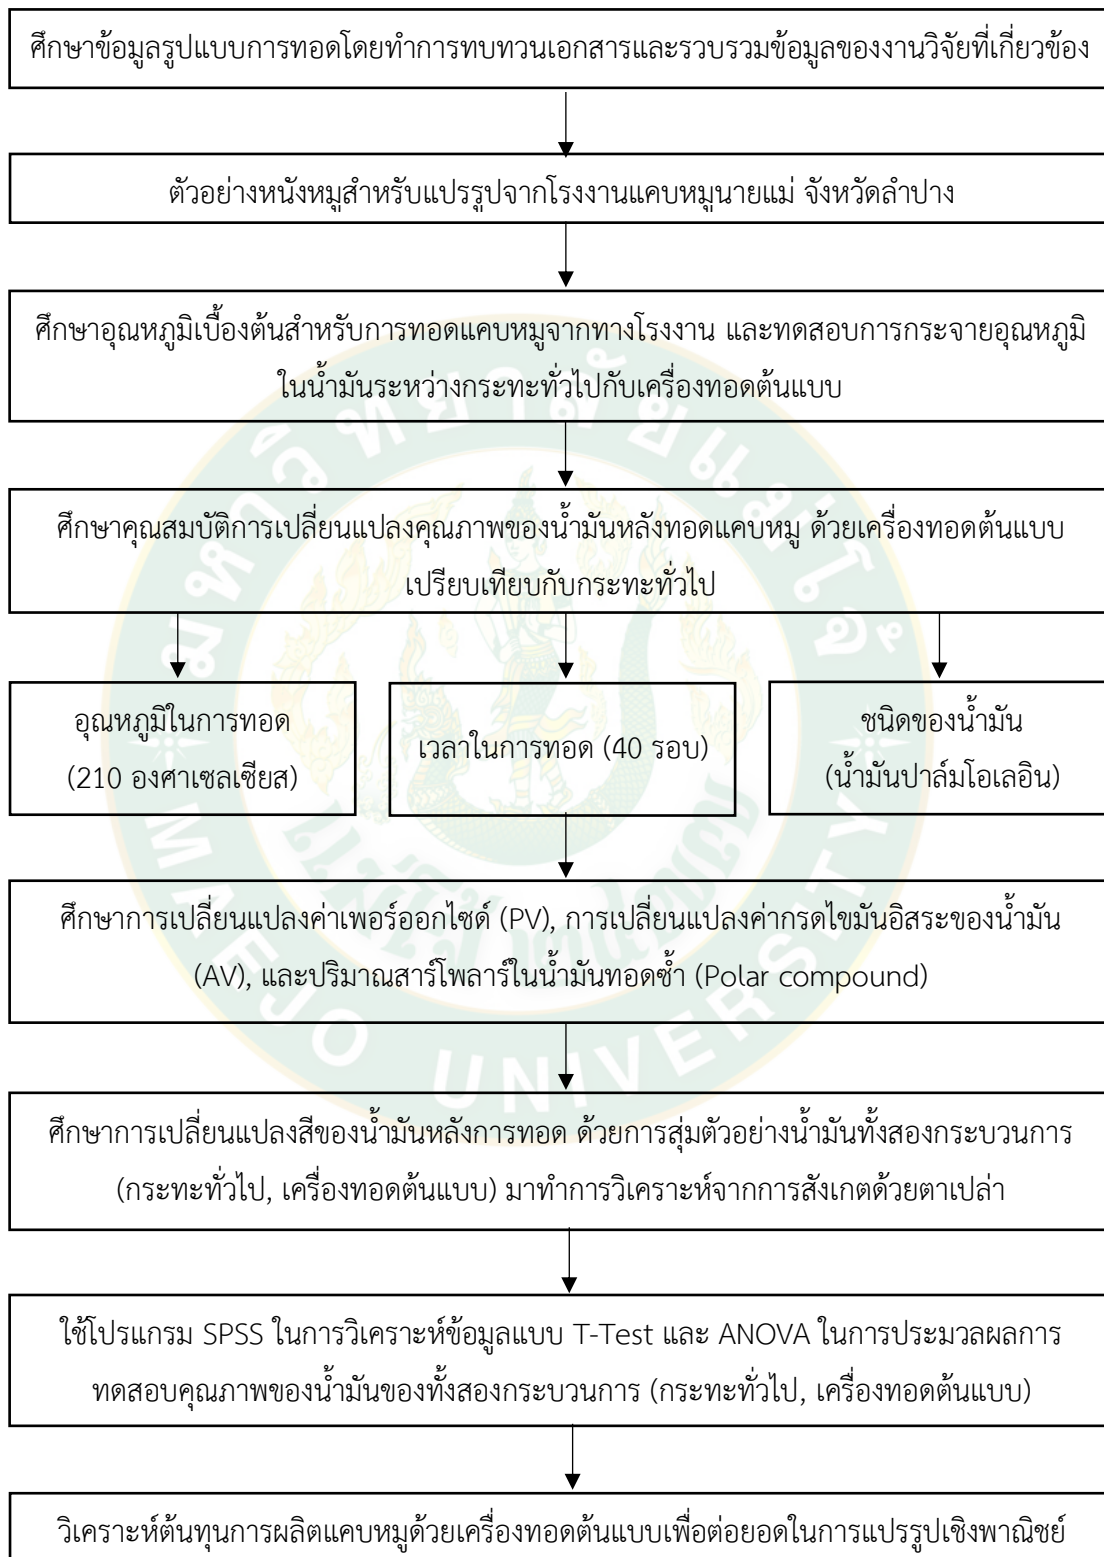 ศึกษาข้อมูลรูปแบบการทอดโดยทำการทบทวนเอกสารและรวบรวมข้อมูลของงานวิจัยที่เกี่ยวข้อง
ตัวอย่างหนังหมูสำหรับแปรรูปจากโรงงานแคบหมูนายแม่ จังหวัดลำปาง
ศึกษาอุณหภูมิเบื้องต้นสำหรับการทอดแคบหมูจากทางโรงงาน และทดสอบการกระจายอุณหภูมิ
ในน้ำมันระหว่างกระทะทั่วไปกับเครื่องทอดต้นแบบ
ศึกษาคุณสมบัติการเปลี่ยนแปลงคุณภาพของน้ำมันหลังทอดแคบหมู ด้วยเครื่องทอดต้นแบบ
เปรียบเทียบกับกระทะทั่วไป
อุณหภูมิในการทอด
(210 องศาเซลเซียส)
เวลาในการทอด (40 รอบ)
ชนิดของน้ำมัน
(น้ำมันปาล์มโอเลอิน)
ศึกษาการเปลี่ยนแปลงค่าเพอร์ออกไซด์ (PV), การเปลี่ยนแปลงค่ากรดไขมันอิสระของน้ำมัน
(AV), และปริมาณสาร์โพลาร์ในน้ำมันทอดซ้ำ (Polar compound)
ศึกษาการเปลี่ยนแปลงสีของน้ำมันหลังการทอด ด้วยการสุ่มตัวอย่างน้ำมันทั้งสองกระบวนการ
(กระทะทั่วไป, เครื่องทอดต้นแบบ) มาทำการวิเคราะห์จากการสังเกตด้วยตาเปล่า
ใช้โปรแกรม SPSS ในการวิเคราะห์ข้อมูลแบบ T-Test และ ANOVA ในการประมวลผลการ
ทดสอบคุณภาพของน้ำมันของทั้งสองกระบวนการ (กระทะทั่วไป, เครื่องทอดต้นแบบ)
วิเคราะห์ต้นทุนการผลิตแคบหมูด้วยเครื่องทอดต้นแบบเพื่อต่อยอดในการแปรรูปเชิงพาณิชย์
มหาวิทยาลัยแม่โจ้
MAEJO UNIVERSITY